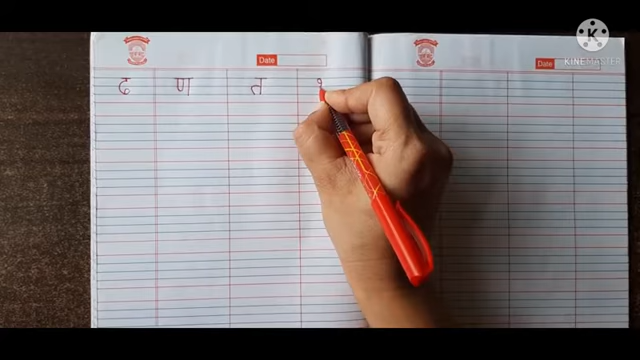 Date
Date
K
KINEMASTER
ढ ण त